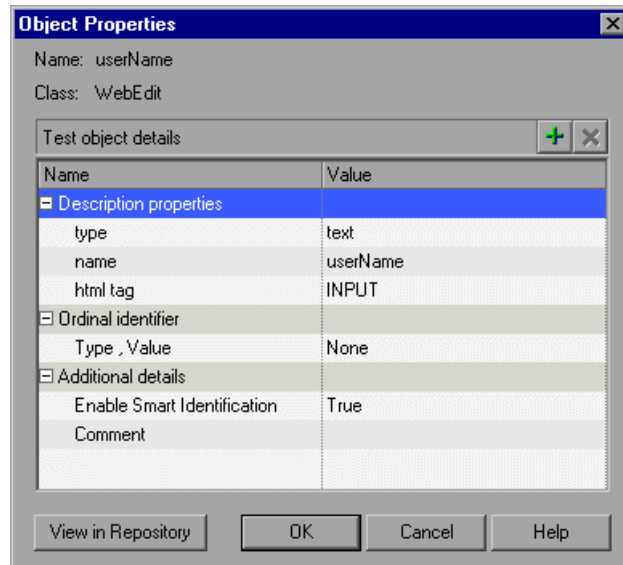 Object Properties
Name: userName
Class: WebEdit
Test object details
Name Value
Description properties
type text
name userName
html tag INPUT
Ordinal identifier
Type , Value None
Additional details
Enable Smart Identification True
Comment
View in Repository OK Cancel Help